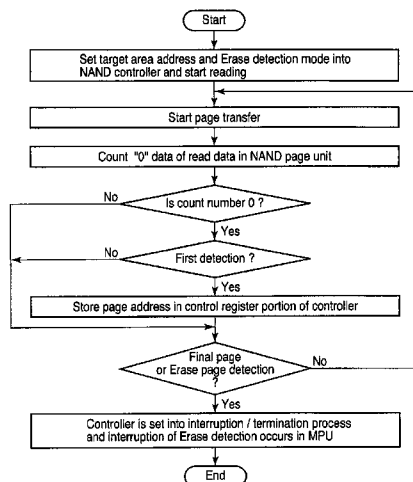 Start
Set target area address and Erase detection mode into
NAND controller and start reading
Start page transfer
Count "0" data of read data in NAND page unit
Is count number 0 ?
No
Yes
First detection ?
No
Yes
Store page address in control register portion of controller
Final page
or Erase page detection
?
No
Yes
Controller is set into interruption / termination process
and interruption of Erase detection occurs in MPU
End